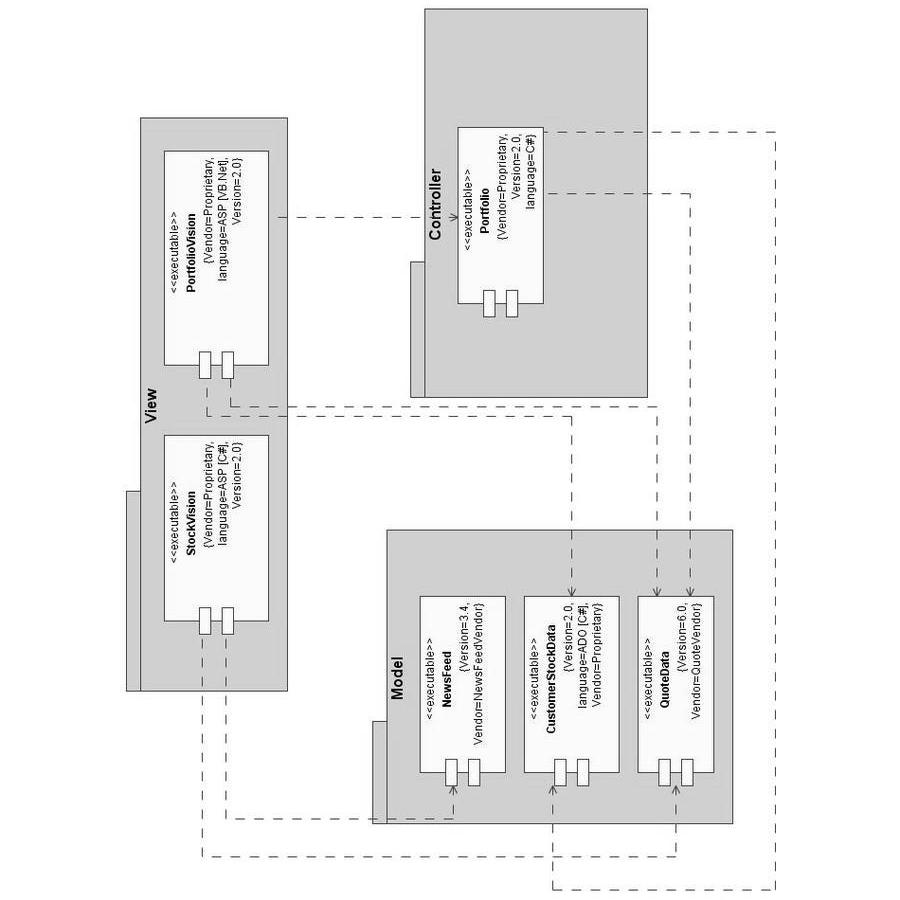 View
<<executable>>
StockVision
{Vendor=Proprietary,
language=ASP [C#],
Version=2.0}
<<executable>>
PortfolioVision
{Vendor=Proprietary,
language=ASP [VB.Net],
Version=2.0}
Model
<<executable>>
NewsFeed
{Version=3.4,
Vendor=NewsFeedVendor}
<<executable>>
CustomerStockData
{Version=2.0,
language=ADO [C#],
Vendor=Proprietary}
<<executable>>
QuoteData
{Version=6.0,
Vendor=QuoteVendor}
Controller
<<executable>>
Portfolio
{Vendor=Proprietary,
Version=2.0,
language=C#}